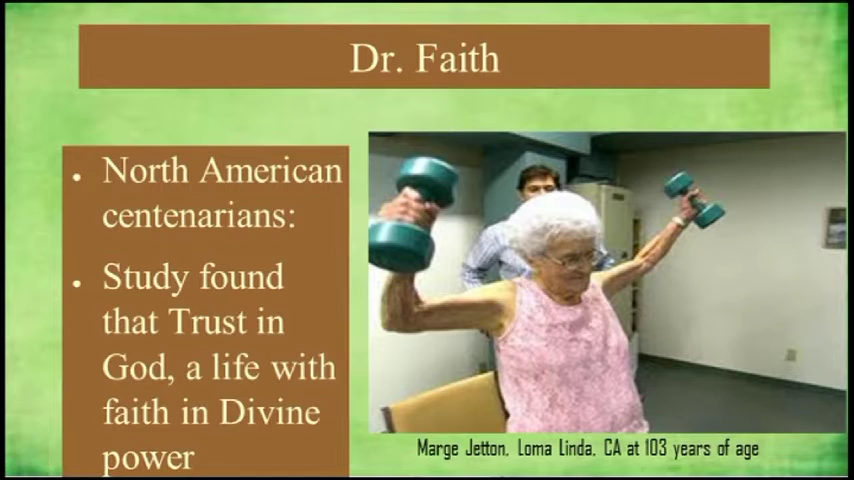 Dr. Faith
North American
centenarians:
Study found
that Trust in
God, a life with
faith in Divine
power
Marge Jetton, Loma Linda, CA at 103 years of age